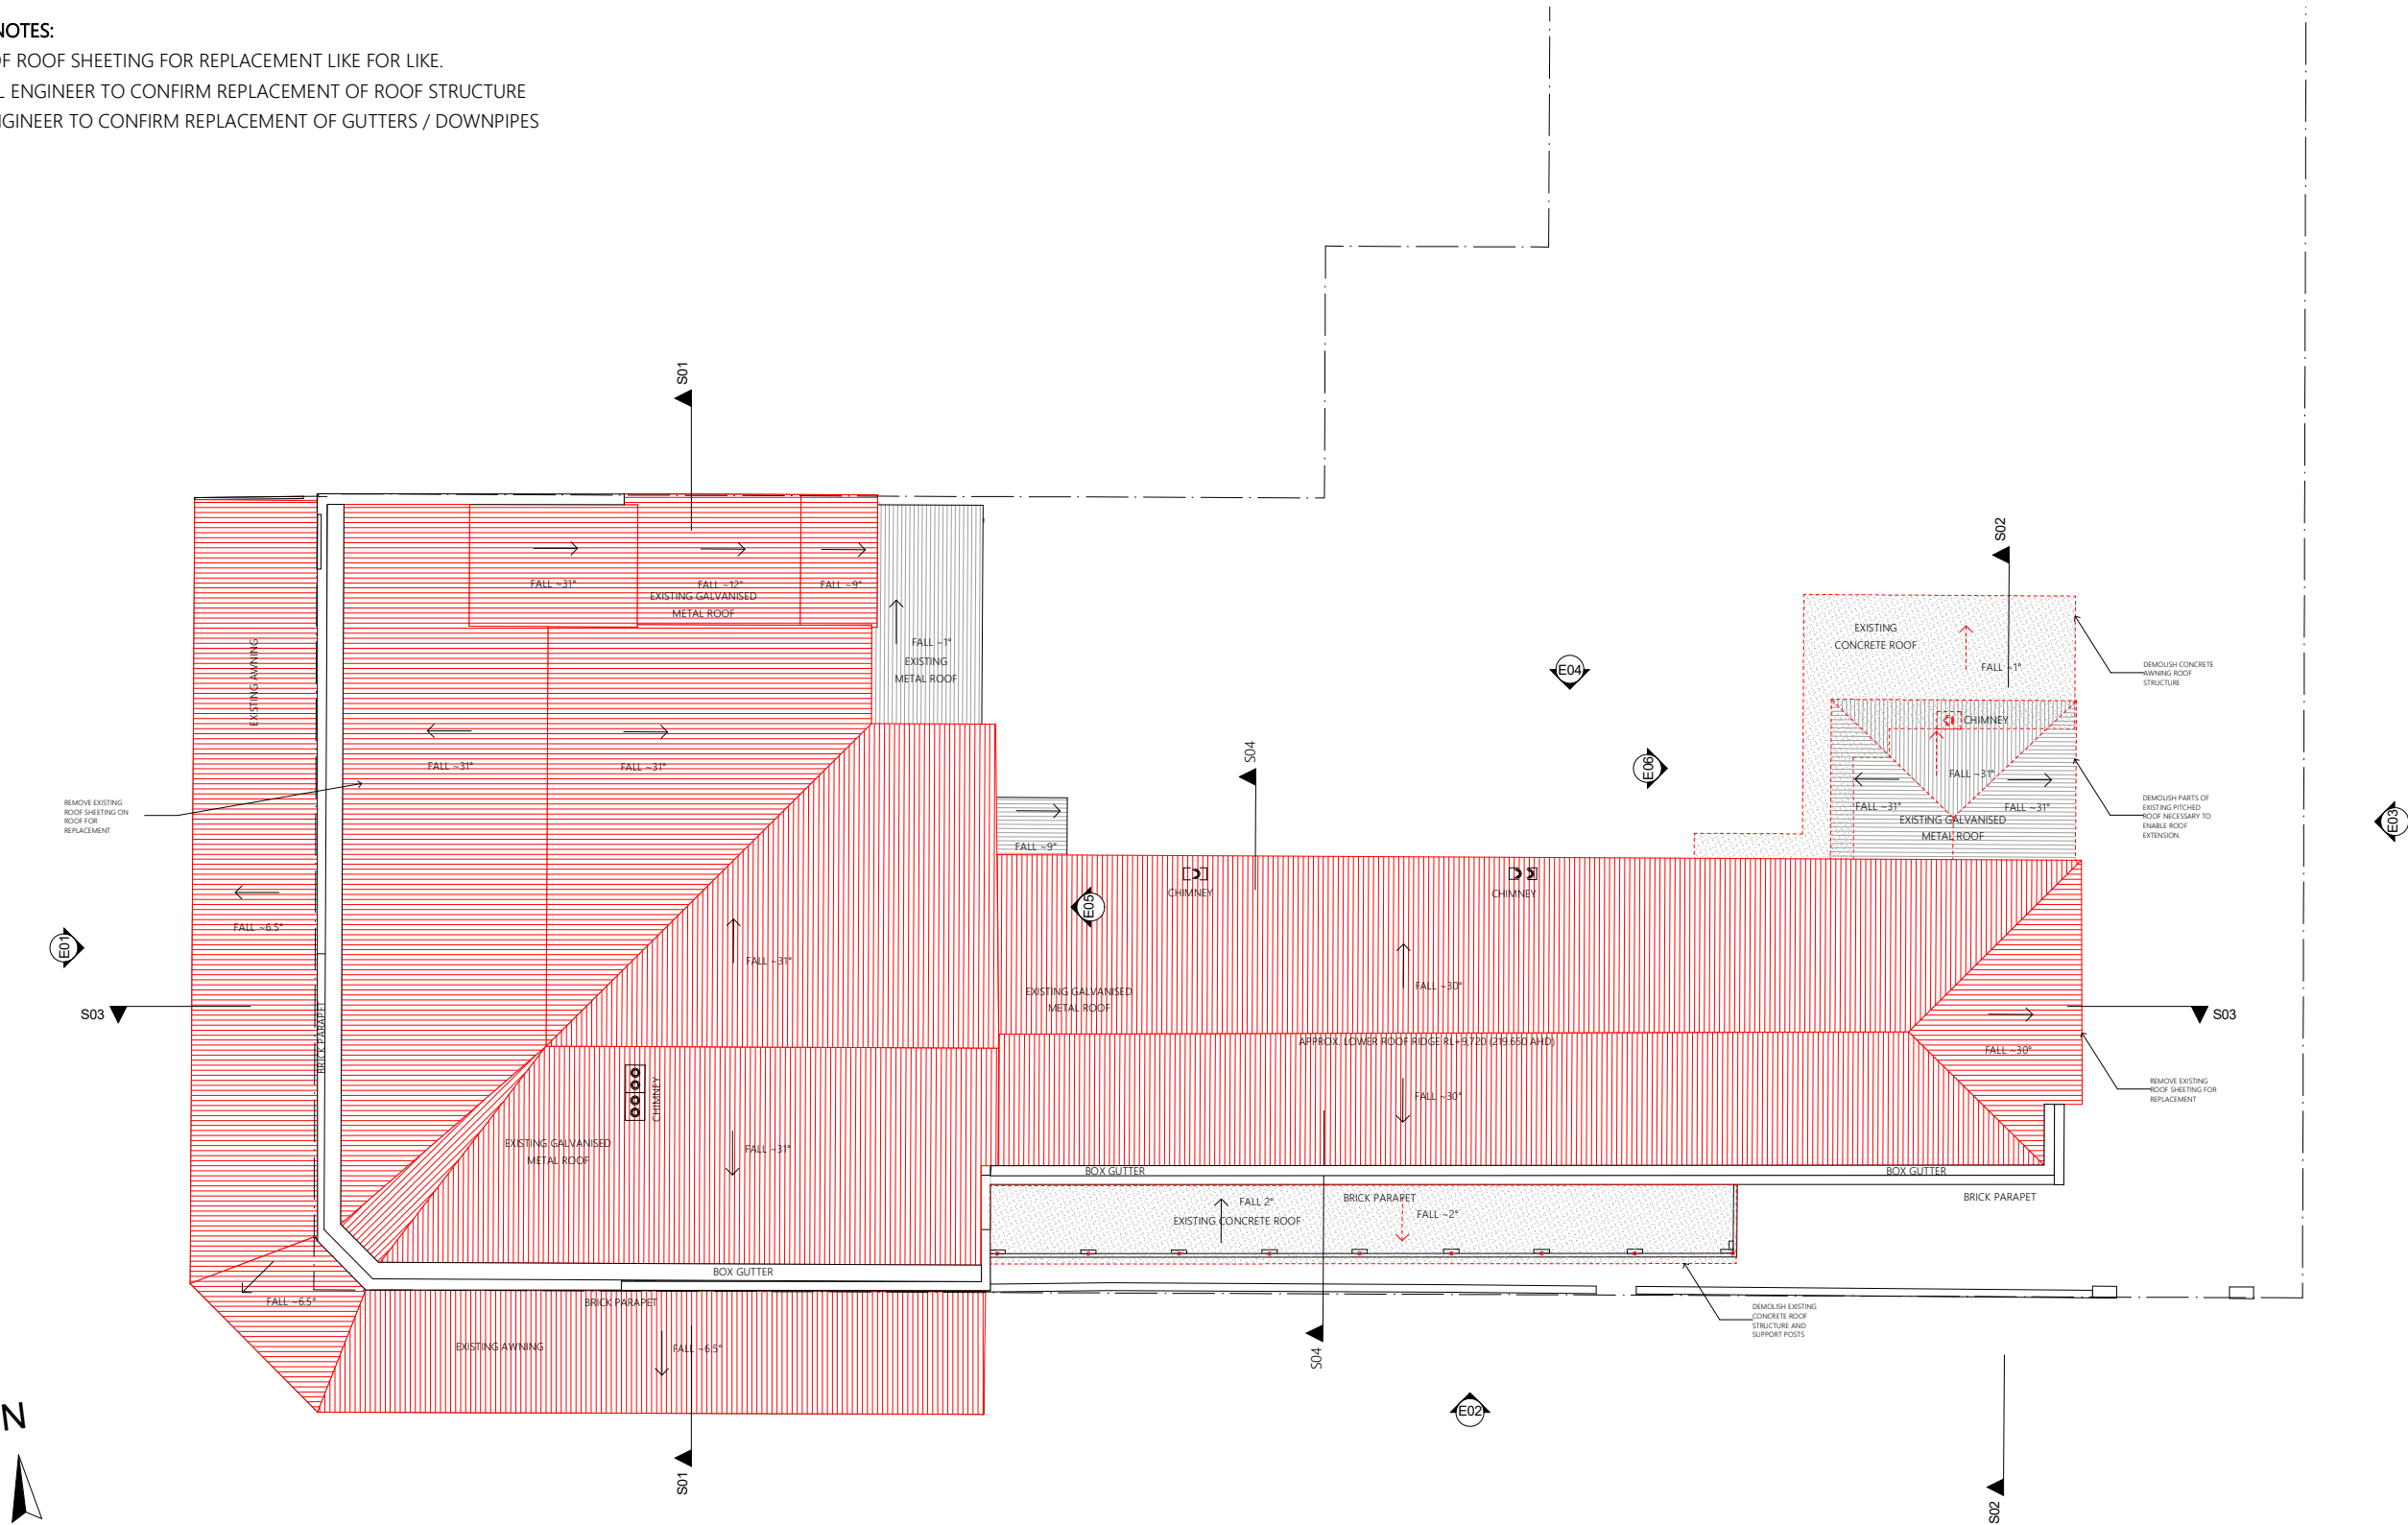 NOTES:
OF ROOF SHEETING FOR REPLACEMENT LIKE FOR LIKE.
L ENGINEER TO CONFIRM REPLACEMENT OF ROOF STRUCTURE
NGINEER TO CONFIRM REPLACEMENT OF GUTTERS / DOWNPIPES
S01
S02
FALL ~31°
FALL ~12°
FALL ~9°
EXISTING GALVANISED
METAL ROOF
EXISTING AWNING
FALL ~1°
EXISTING
METAL ROOF
EXISTING
CONCRETE ROOF
FALL ~1°
DEMOLISH CONCRETE
AWNING ROOF
STRUCTURE
E04
CHIMNEY
S04
E06
FALL ~31°
FALL ~31°
FALL ~31°
FALL ~31°
FALL ~31°
EXISTING GALVANISED
METAL ROOF
REMOVE EXISTING
ROOF SHEETING ON
ROOF FOR
REPLACEMENT
DEMOLISH PARTS OF
EXISTING PITCHED
ROOF NECESSARY TO
ENABLE ROOF
EXTENSION.
E03
FALL ~9°
CHIMNEY
CHIMNEY
E05
FALL ~6.5°
E01
FALL ~31°
FALL ~30°
EXISTING GALVANISED
METAL ROOF
S03
S03
BRICK PARAPET
APPROX. LOWER ROOF RIDGE RL+9,720 (219.650 AHD)
FALL ~30°
CHIMNEY
FALL ~30°
REMOVE EXISTING
ROOF SHEETING FOR
REPLACEMENT
EXISTING GALVANISED
METAL ROOF
FALL ~31°
BOX GUTTER
BOX GUTTER
BRICK PARAPET
BRICK PARAPET
FALL 2°
FALL ~2°
EXISTING CONCRETE ROOF
BOX GUTTER
FALL ~6.5°
BRICK PARAPET
DEMOLISH EXISTING
CONCRETE ROOF
STRUCTURE AND
SUPPORT POSTS
EXISTING AWNING
FALL ~6.5°
S04
E02
N
S01
S02